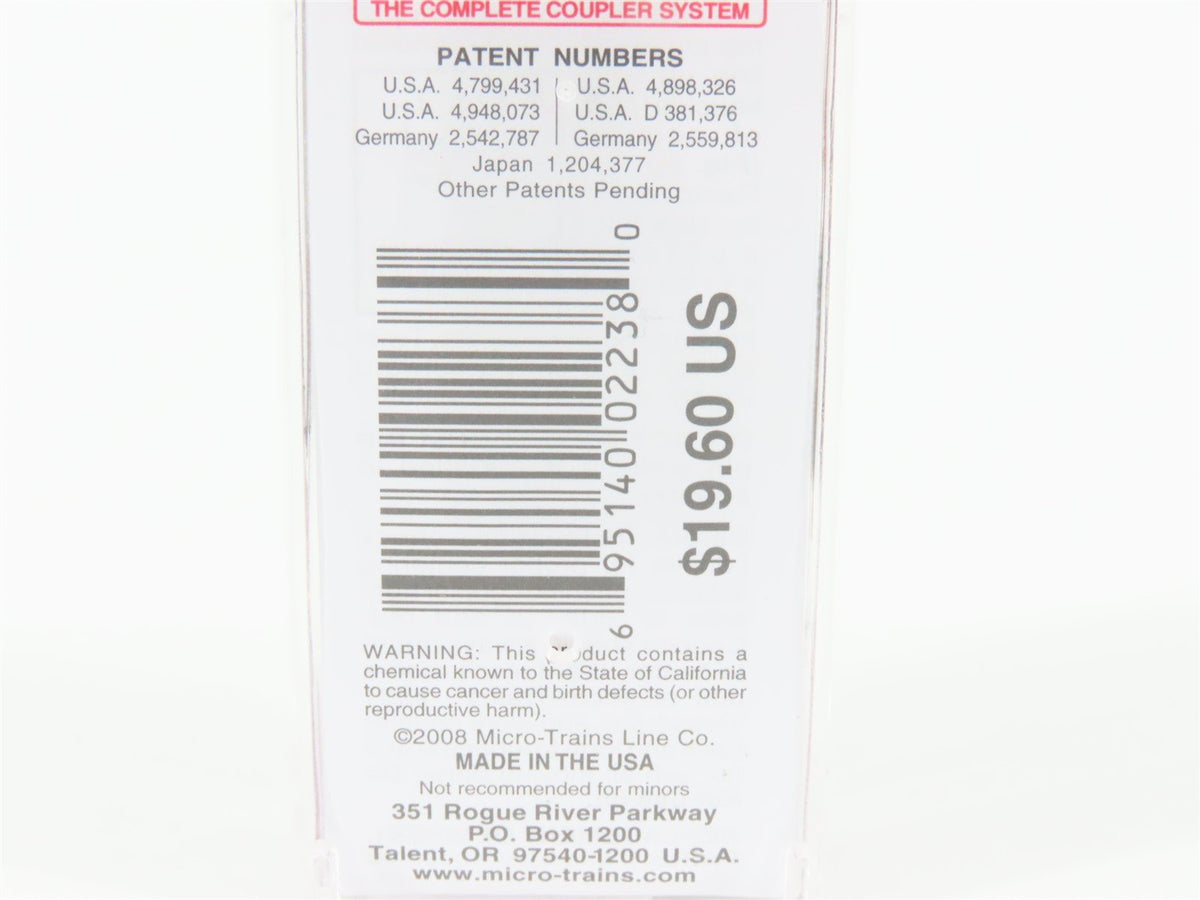 THE COMPLETE COUPLER SYSTEM
PATENT NUMBERS
U.S.A. 4,799,431 U.S.A. 4,898,326
U.S.A. 4,948,073 U.S.A. D 381,376
Germany 2,542,787 Germany 2,559,813
Japan 1,204,377
Other Patents Pending
6 95140 02238 0
$19.60 US
WARNING: This product contains a
chemical known to the State of California
to cause cancer and birth defects (or other
reproductive harm).
©2008 Micro-Trains Line Co.
MADE IN THE USA
Not recommended for minors
351 Rogue River Parkway
P.O. Box 1200
Talent, OR 97540-1200 U.S.A.
www.micro-trains.com